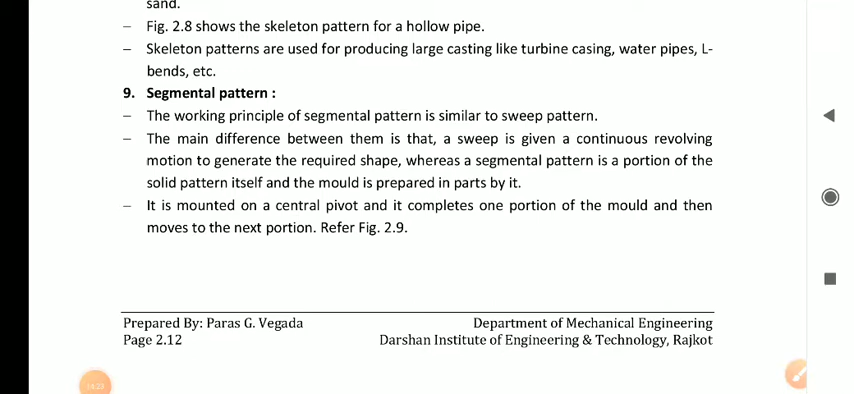 sand.
– Fig. 2.8 shows the skeleton pattern for a hollow pipe.
– Skeleton patterns are used for producing large casting like turbine casing, water pipes, L-
bends, etc.
9. Segmental pattern :
– The working principle of segmental pattern is similar to sweep pattern.
– The main difference between them is that, a sweep is given a continuous revolving
motion to generate the required shape, whereas a segmental pattern is a portion of the
solid pattern itself and the mould is prepared in parts by it.
– It is mounted on a central pivot and it completes one portion of the mould and then
moves to the next portion. Refer Fig. 2.9.
Prepared By: Paras G. Vegada Department of Mechanical Engineering
Page 2.12 Darshan Institute of Engineering & Technology, Rajkot